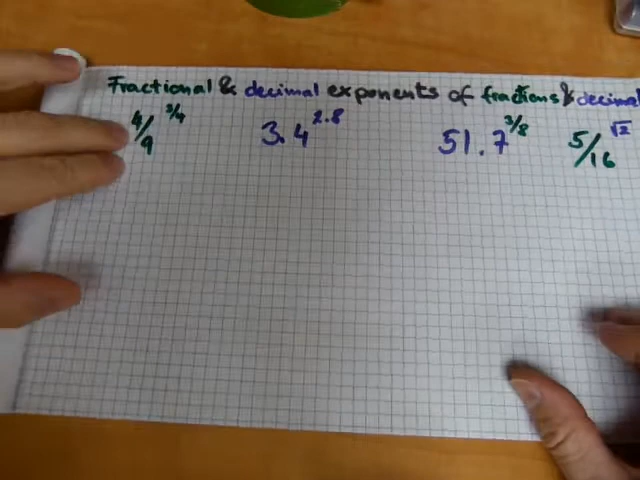 Fractional & decimal exponents of fractions & decimal
4/9^3/4 3.4^2.8 51.7^3/8 5/16^√2